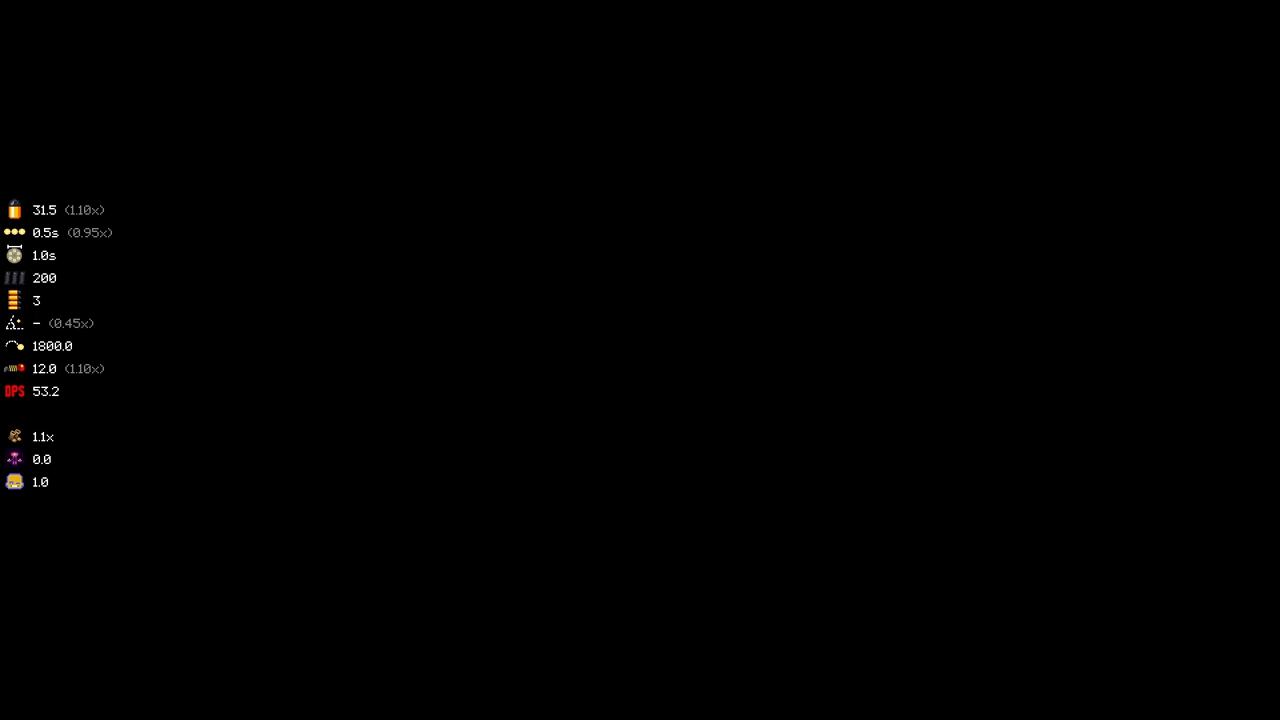 31.5 (1.10x)
0.5s (0.95x)
1.0s
200
3
- (0.45x)
1800.0
12.0 (1.10x)
DPS 53.2
1.1x
0.0
1.0